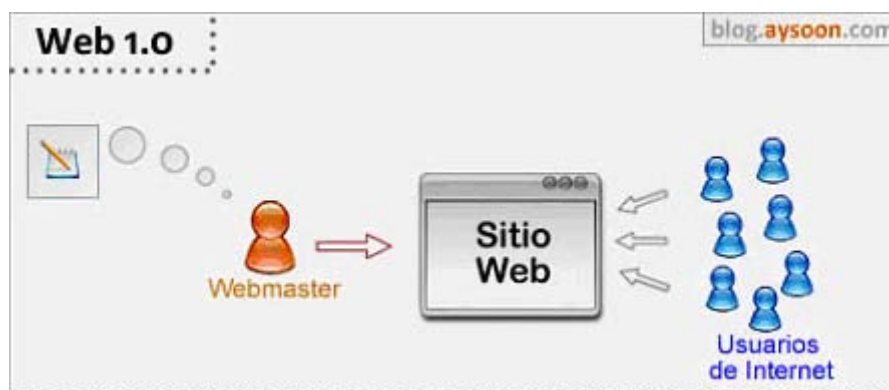 Web 1.0
blog.aysoon.com
Webmaster
Sitio
Web
Usuarios
de Internet